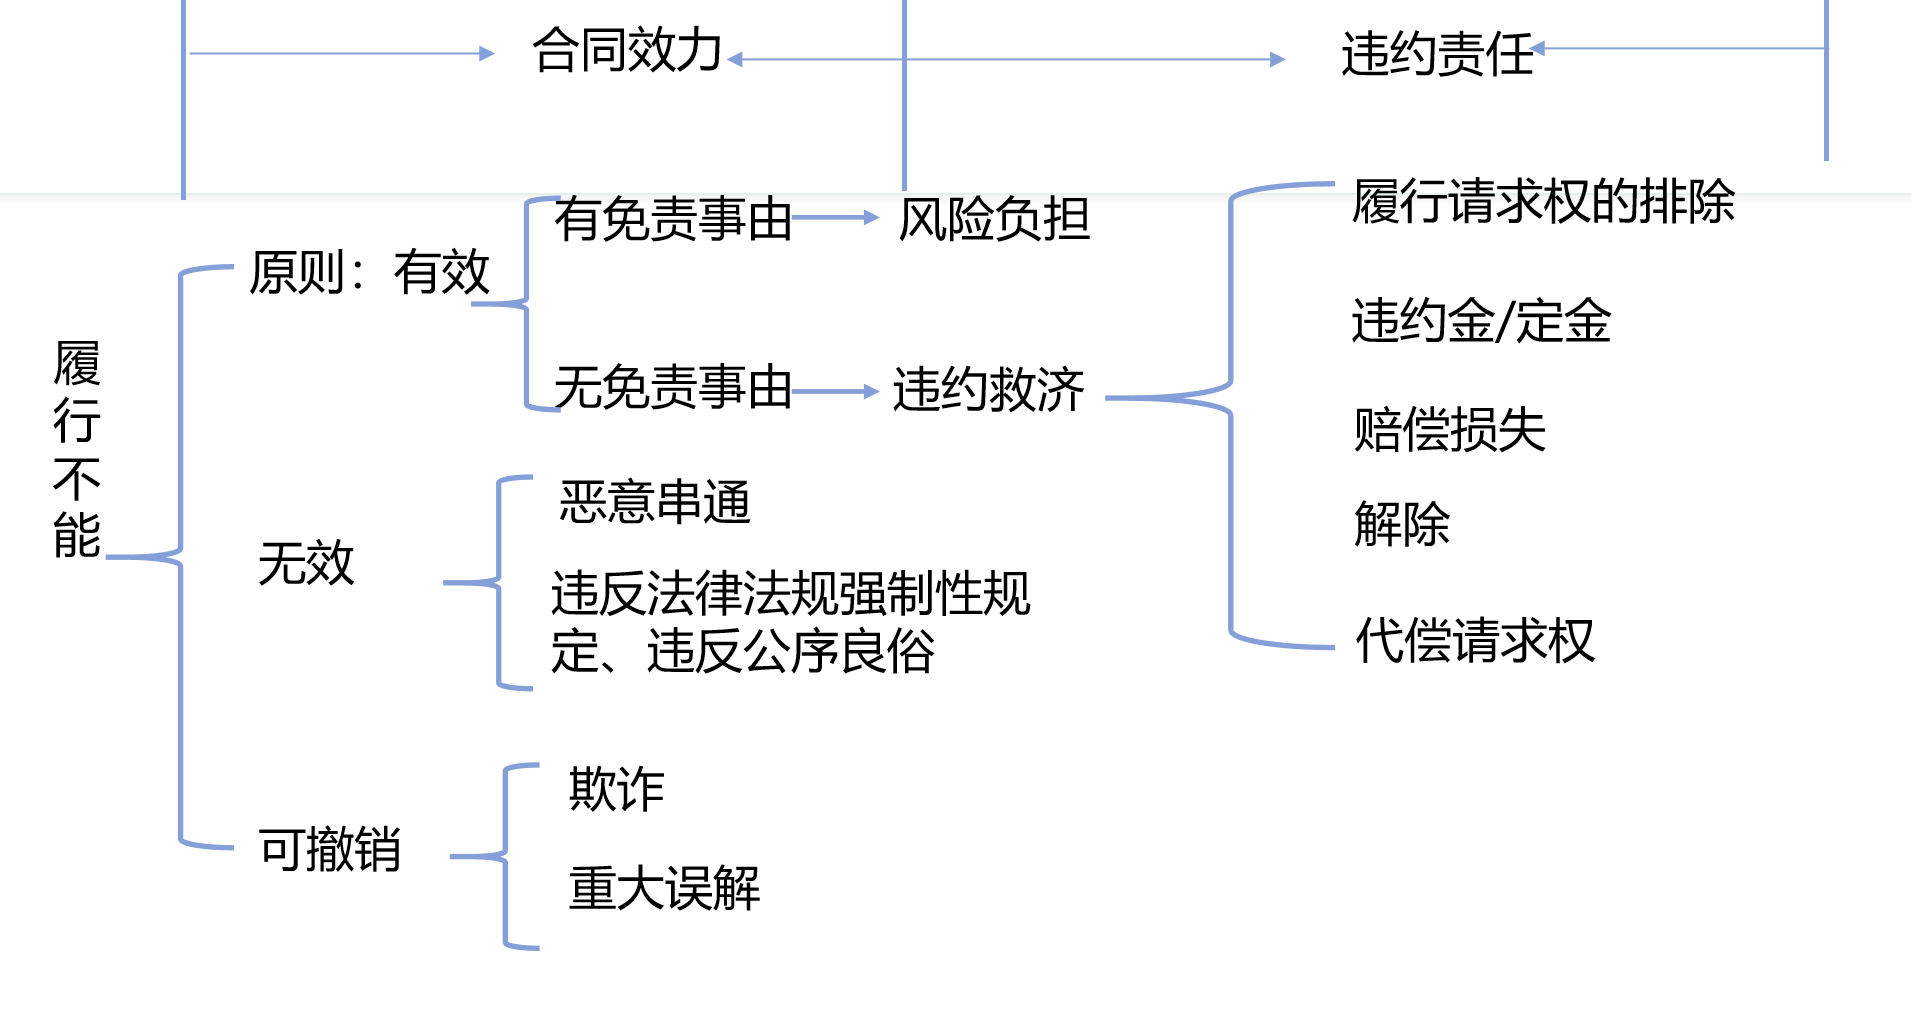 合同效力
违约责任
履行不能
原则：有效
有免责事由
风险负担
无免责事由
违约救济
履行请求权的排除
违约金/定金
赔偿损失
解除
代偿请求权
无效
恶意串通
违反法律法规强制性规
定、违反公序良俗
可撤销
欺诈
重大误解